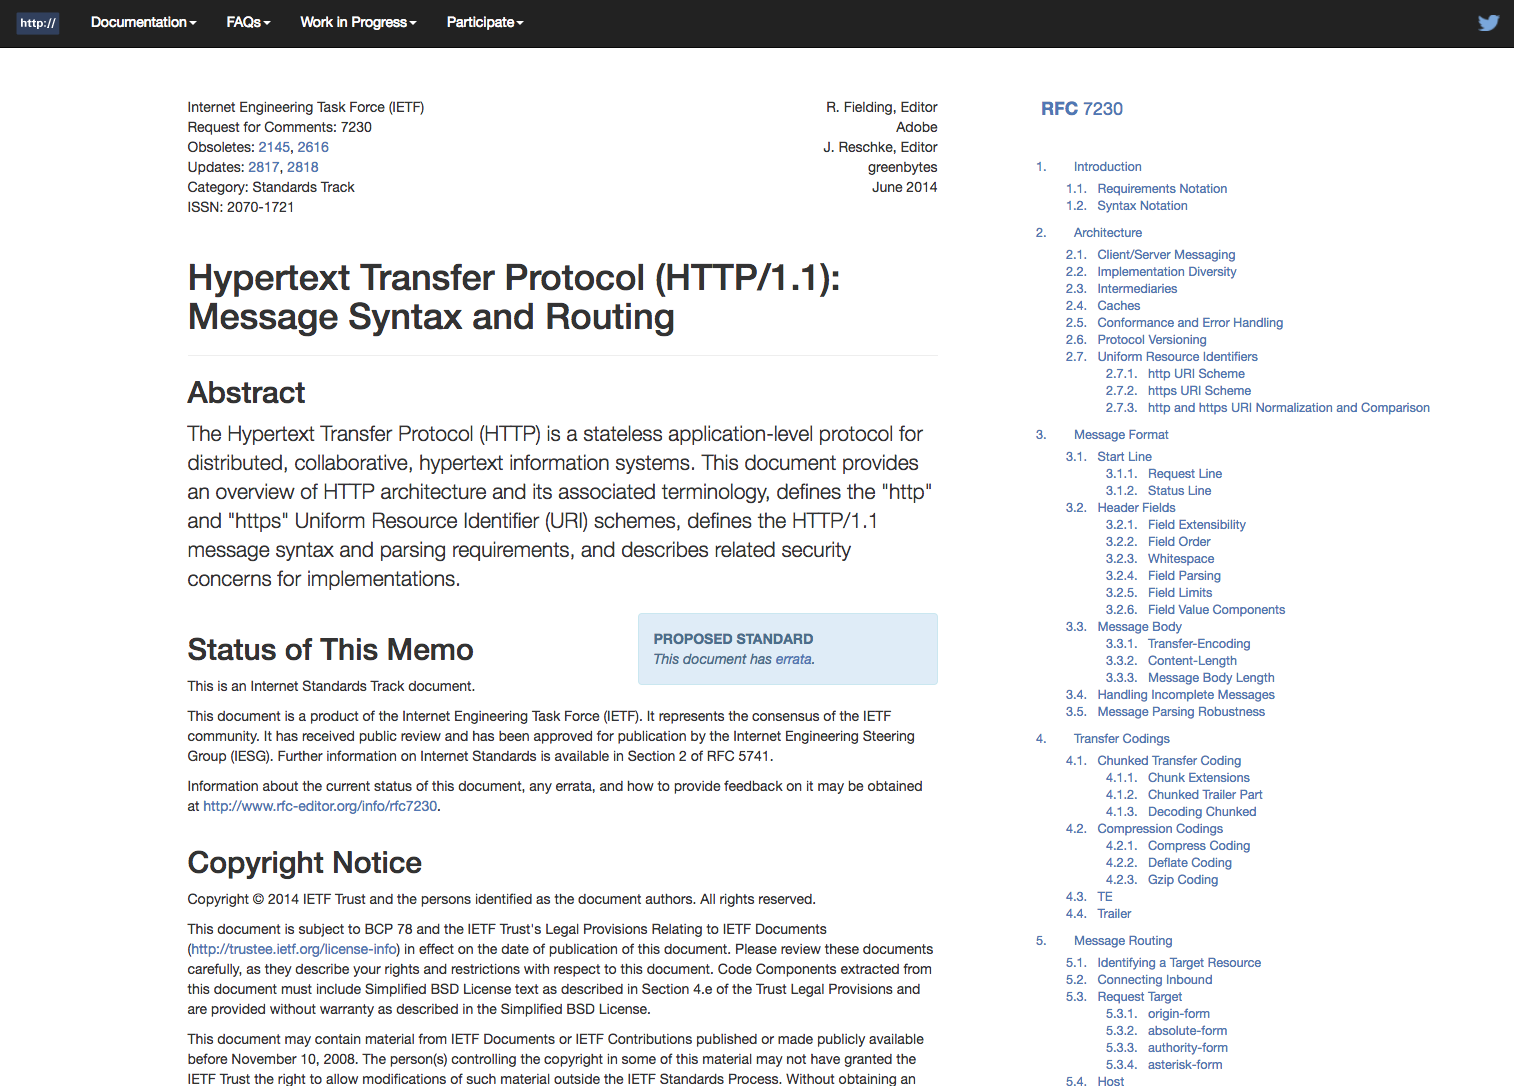 http://
Documentation
FAQs
Work in Progress
Participate
Internet Engineering Task Force (IETF)
Request for Comments: 7230
Obsoletes: 2145, 2616
Updates: 2817, 2818
Category: Standards Track
ISSN: 2070-1721
R. Fielding, Editor
Adobe
J. Reschke, Editor
greenbytes
June 2014
Hypertext Transfer Protocol (HTTP/1.1):
Message Syntax and Routing
Abstract
The Hypertext Transfer Protocol (HTTP) is a stateless application-level protocol for
distributed, collaborative, hypertext information systems. This document provides
an overview of HTTP architecture and its associated terminology, defines the "http"
and "https" Uniform Resource Identifier (URI) schemes, defines the HTTP/1.1
message syntax and parsing requirements, and describes related security
concerns for implementations.
PROPOSED STANDARD
This document has errata.
Status of This Memo
This is an Internet Standards Track document.
This document is a product of the Internet Engineering Task Force (IETF). It represents the consensus of the IETF
community. It has received public review and has been approved for publication by the Internet Engineering Steering
Group (IESG). Further information on Internet Standards is available in Section 2 of RFC 5741.
Information about the current status of this document, any errata, and how to provide feedback on it may be obtained
at http://www.rfc-editor.org/info/rfc7230.
Copyright Notice
Copyright © 2014 IETF Trust and the persons identified as the document authors. All rights reserved.
This document is subject to BCP 78 and the IETF Trust's Legal Provisions Relating to IETF Documents
(http://trustee.ietf.org/license-info) in effect on the date of publication of this document. Please review these documents
carefully, as they describe your rights and restrictions with respect to this document. Code Components extracted from
this document must include Simplified BSD License text as described in Section 4.e of the Trust Legal Provisions and
are provided without warranty as described in the Simplified BSD License.
This document may contain material from IETF Documents or IETF Contributions published or made publicly available
before November 10, 2008. The person(s) controlling the copyright in some of this material may not have granted the
IETF Trust the right to allow modifications of such material outside the IETF Standards Process. Without obtaining an
RFC 7230
1. Introduction
1.1. Requirements Notation
1.2. Syntax Notation
2. Architecture
2.1. Client/Server Messaging
2.2. Implementation Diversity
2.3. Intermediaries
2.4. Caches
2.5. Conformance and Error Handling
2.6. Protocol Versioning
2.7. Uniform Resource Identifiers
2.7.1. http URI Scheme
2.7.2. https URI Scheme
2.7.3. http and https URI Normalization and Comparison
3. Message Format
3.1. Start Line
3.1.1. Request Line
3.1.2. Status Line
3.2. Header Fields
3.2.1. Field Extensibility
3.2.2. Field Order
3.2.3. Whitespace
3.2.4. Field Parsing
3.2.5. Field Limits
3.2.6. Field Value Components
3.3. Message Body
3.3.1. Transfer-Encoding
3.3.2. Content-Length
3.3.3. Message Body Length
3.4. Handling Incomplete Messages
3.5. Message Parsing Robustness
4. Transfer Codings
4.1. Chunked Transfer Coding
4.1.1. Chunk Extensions
4.1.2. Chunked Trailer Part
4.1.3. Decoding Chunked
4.2. Compression Codings
4.2.1. Compress Coding
4.2.2. Deflate Coding
4.2.3. Gzip Coding
4.3. TE
4.4. Trailer
5. Message Routing
5.1. Identifying a Target Resource
5.2. Connecting Inbound
5.3. Request Target
5.3.1. origin-form
5.3.2. absolute-form
5.3.3. authority-form
5.3.4. asterisk-form
5.4. Host